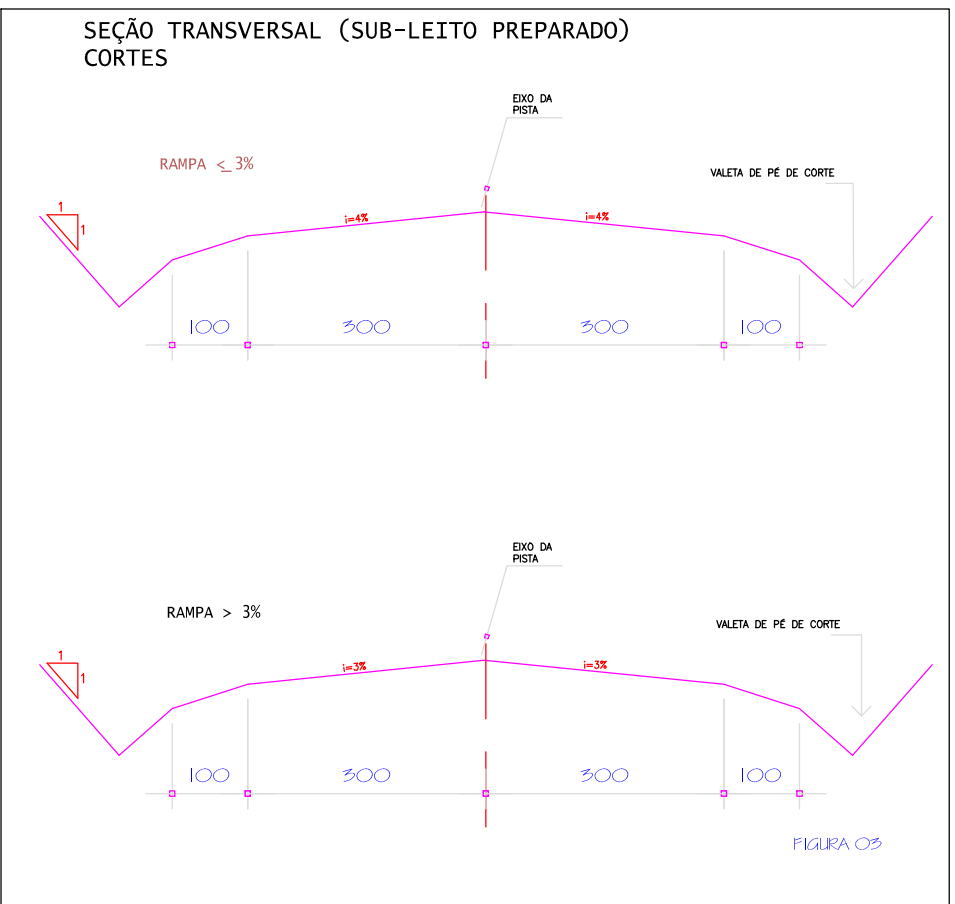 SEÇÃO TRANSVERSAL (SUB-LEITO PREPARADO)
CORTES
EIXO DA
PISTA
RAMPA ≤ 3%
VALETA DE PÉ DE CORTE
1
1
i=4%
i=4%
100
300
300
100
EIXO DA
PISTA
RAMPA > 3%
VALETA DE PÉ DE CORTE
1
1
i=3%
i=3%
100
300
300
100
FIGURA 03